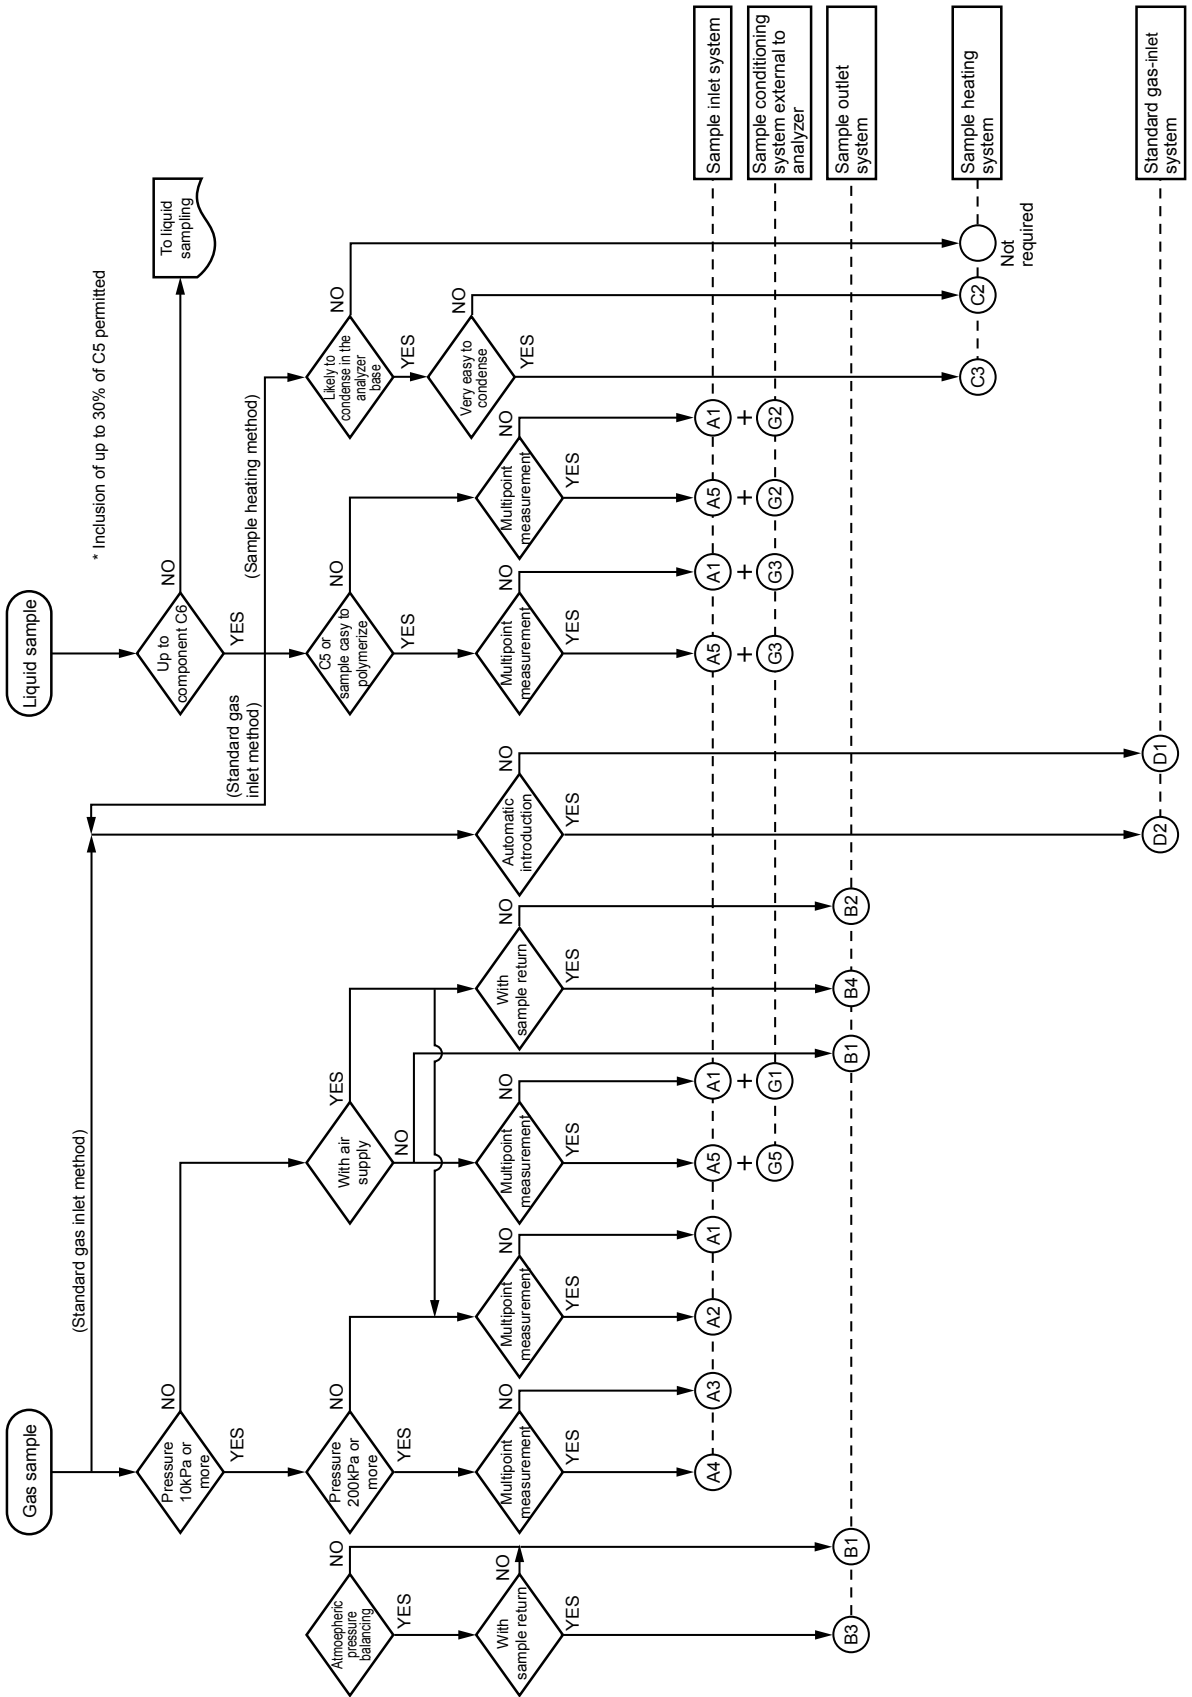 Gas sample
Liquid sample
(Standard gas inlet method)
* Inclusion of up to 30% of C5 permitted
Pressure
10kPa or
more
NO
YES
Up to
component C6
NO
YES
To liquid
sampling
(Standard gas
inlet method)
(Sample heating method)
Atmoepheric
pressure
balancing
NO
YES
Pressure
200kPa or
more
NO
YES
With air
supply
YES
NO
C5 or
sample easy to
polymerize
NO
YES
Likely to
condense in the
analyzer
base
NO
YES
Very easy to
condense
NO
YES
With
sample return
NO
YES
Multipoint
measurement
NO
YES
Multipoint
measurement
NO
YES
Multipoint
measurement
NO
YES
With
sample return
NO
YES
Automatic
introduction
NO
YES
Multipoint
measurement
NO
YES
Multipoint
measurement
NO
YES
A4
A3
A2
A1
A5
A1
A5
A1
A5
A1
Sample inlet system
+
+
+
+
+
+
G5
G1
G3
G3
G2
G2
Sample conditioning
system external to
analyzer
B3
B1
B1
B4
B2
Sample outlet
system
C3
C2
Not
required
Sample heating
system
D2
D1
Standard gas-inlet
system